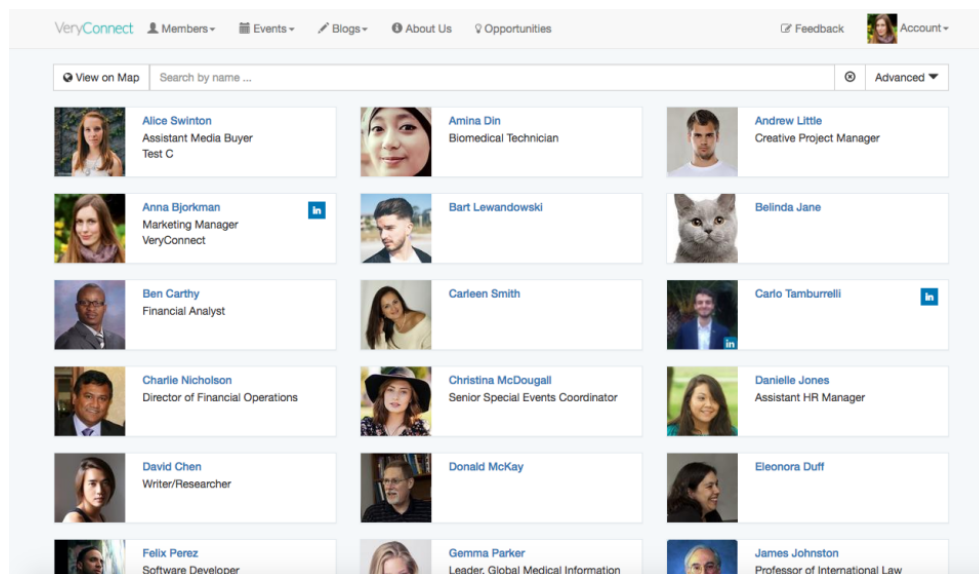 VeryConnect Members Events Blogs About Us Opportunities Feedback Account
View on Map Search by name ... Advanced
Alice Swinton
Assistant Media Buyer
Test C
Amina Din
Biomedical Technician
Andrew Little
Creative Project Manager
Anna Bjorkman
Marketing Manager
VeryConnect
in
Bart Lewandowski
Belinda Jane
Ben Carthy
Financial Analyst
Carleen Smith
Carlo Tamburrelli
in
in
Charlie Nicholson
Director of Financial Operations
Christina McDougall
Senior Special Events Coordinator
Danielle Jones
Assistant HR Manager
David Chen
Writer/Researcher
Donald McKay
Eleonora Duff
Felix Perez
Software Developer
Gemma Parker
Leader, Global Medical Information
James Johnston
Professor of International Law